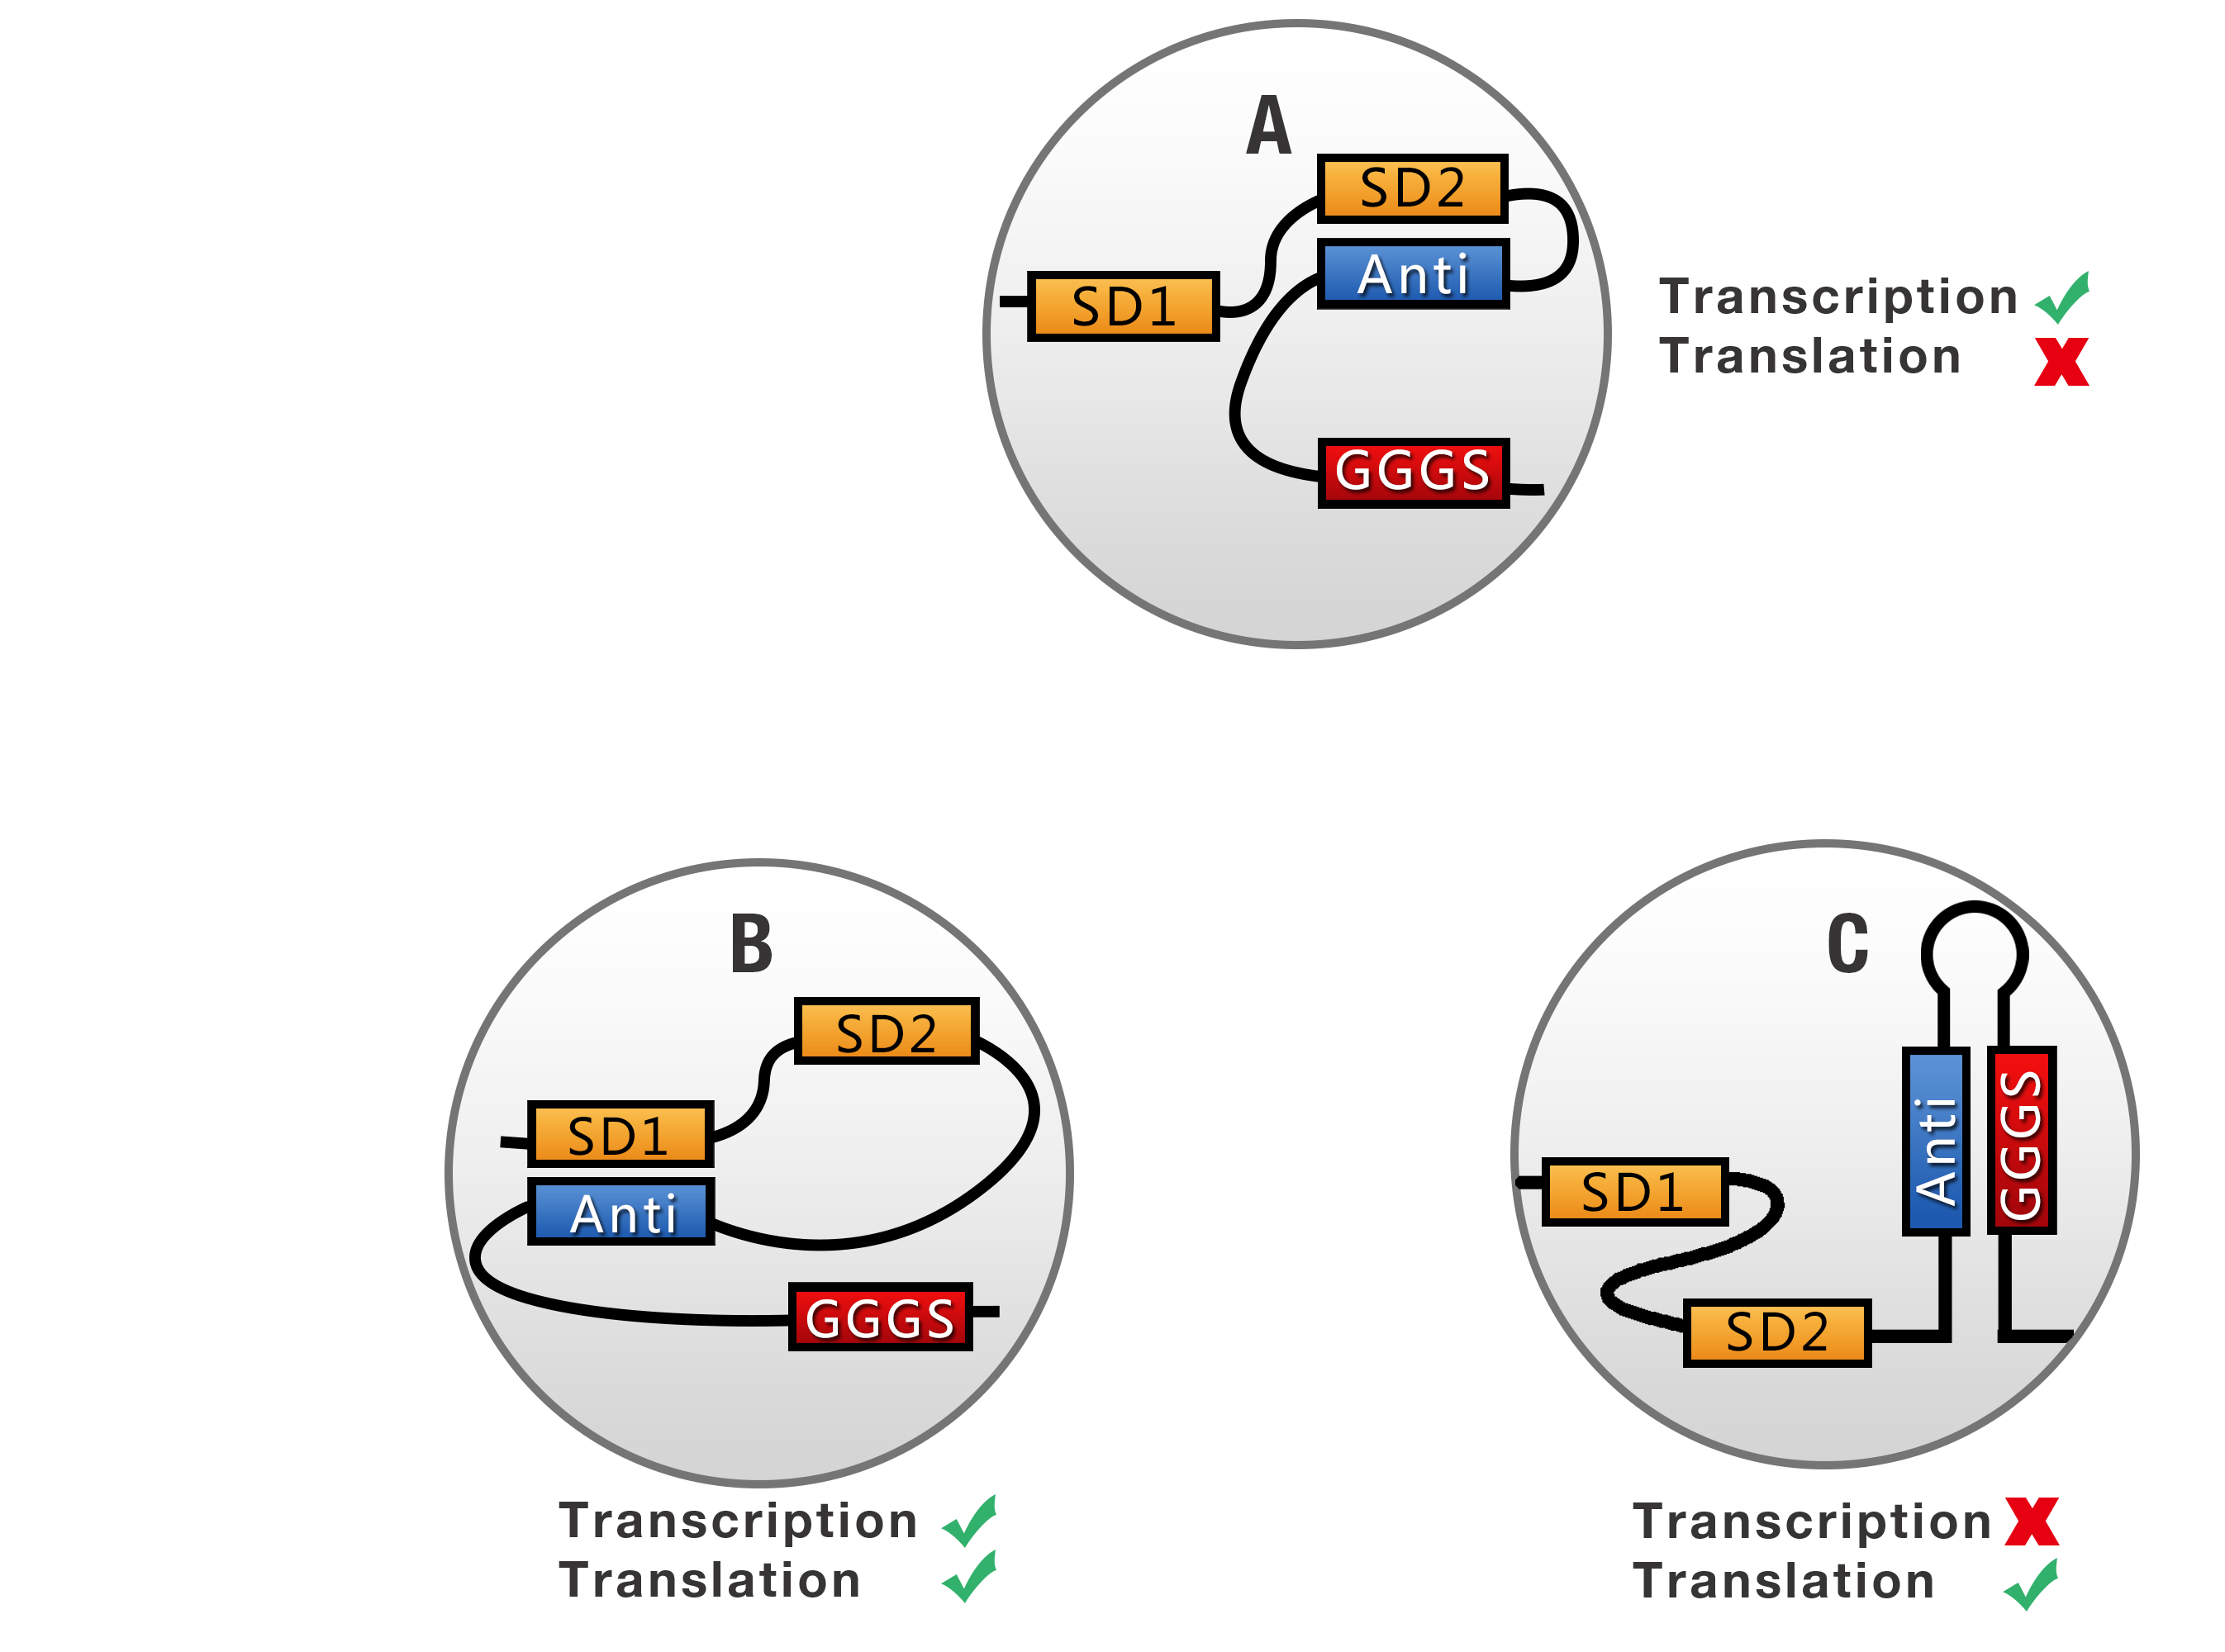 A
SD2
Anti
SD1
GGGS
Transcription
Translation
B
SD2
SD1
Anti
GGGS
Transcription
Translation
C
Anti
GGGS
SD1
SD2
Transcription
Translation